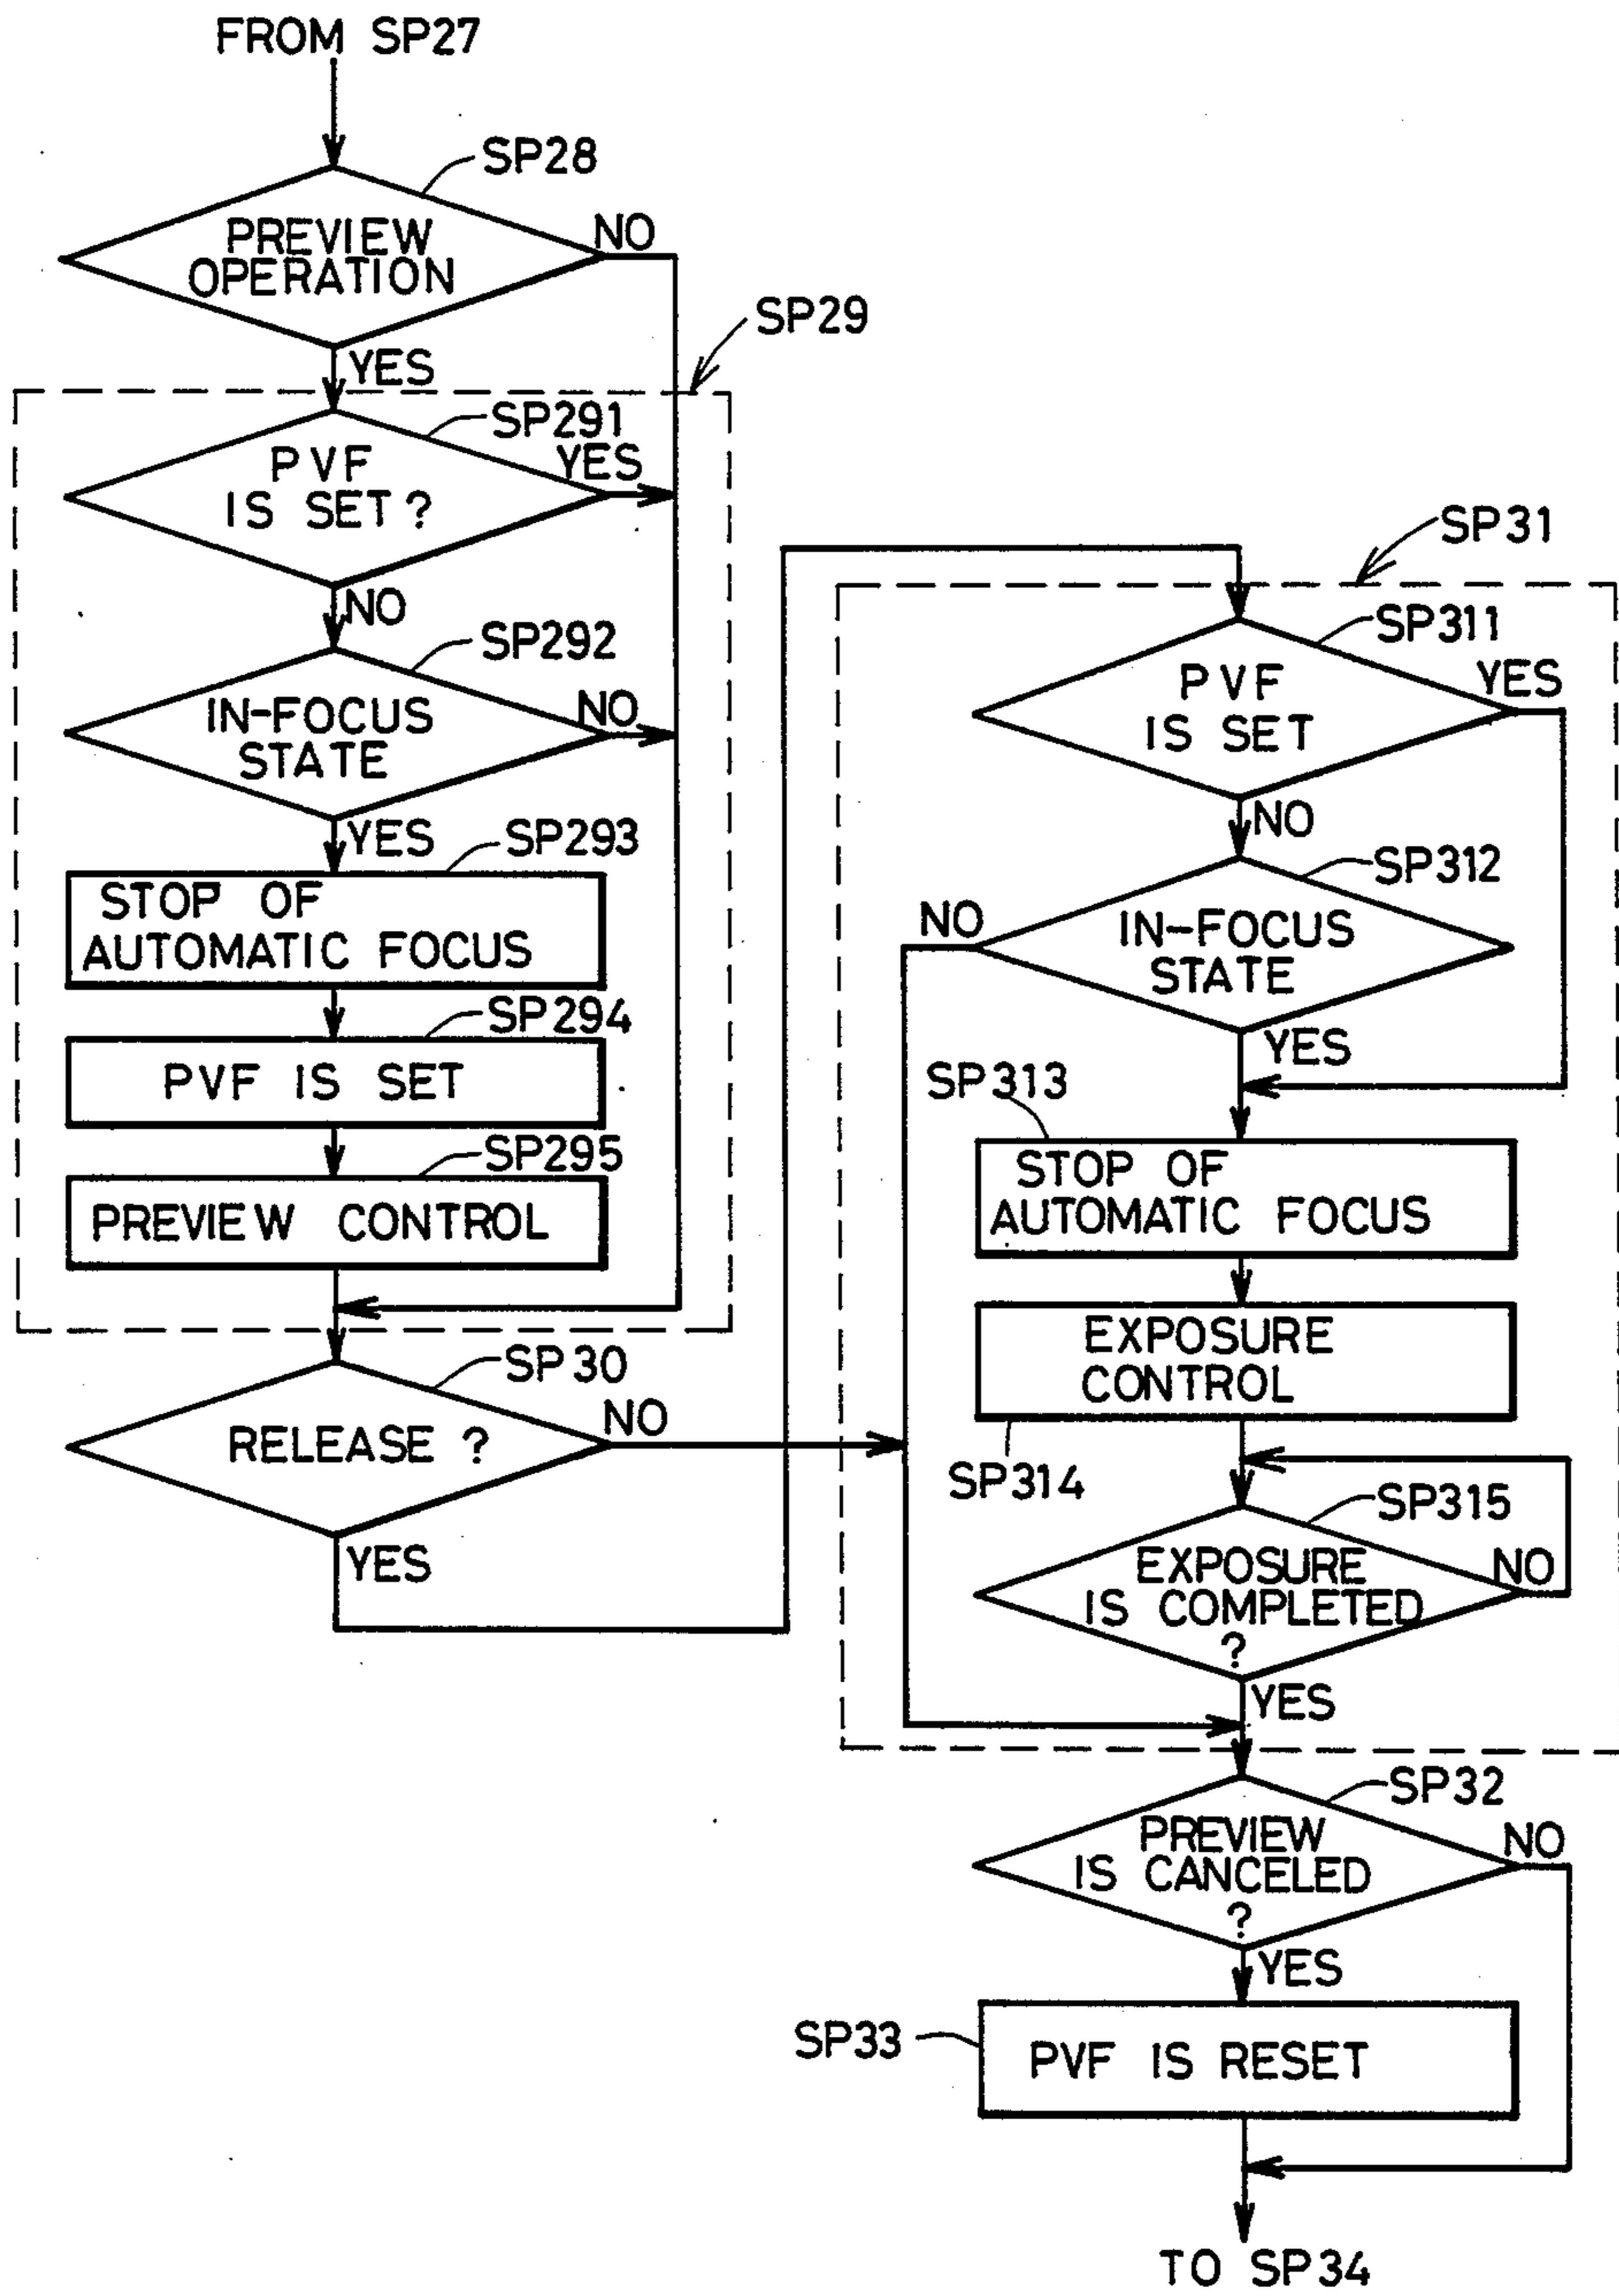 FROM SP27
SP28
PREVIEW
OPERATION
NO
YES
SP29
SP291
PVF
IS SET?
YES
NO
SP292
IN-FOCUS
STATE
NO
YES
SP293
STOP OF
AUTOMATIC FOCUS
SP294
PVF IS SET
SP295
PREVIEW CONTROL
SP30
RELEASE ?
NO
YES
SP31
SP311
PVF
IS SET
YES
NO
SP312
IN-FOCUS
STATE
NO
YES
SP313
STOP OF
AUTOMATIC FOCUS
EXPOSURE
CONTROL
SP314
SP315
EXPOSURE
IS COMPLETED
?
NO
YES
SP32
PREVIEW
IS CANCELED
?
NO
YES
SP33
PVF IS RESET
TO SP34